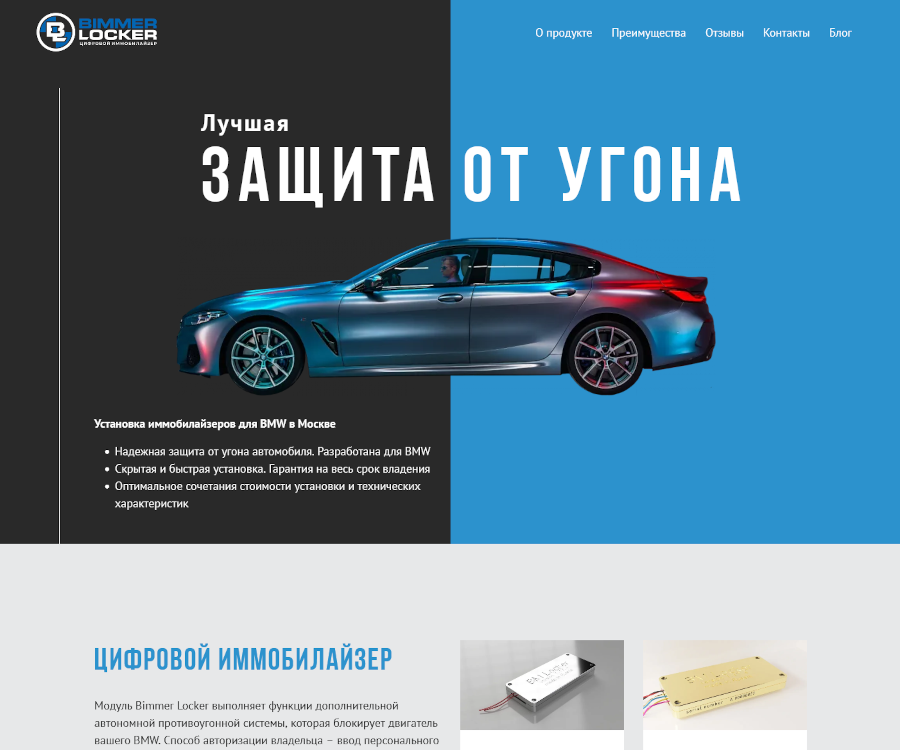 BIMMER
LOCKER
ЦИФРОВОЙ ИММОБИЛАЙЗЕР
О продукте Преимущества Отзывы Контакты Блог
Лучшая
ЗАЩИТА ОТ УГОНА
Установка иммобилайзеров для BMW в Москве
• Надежная защита от угона автомобиля. Разработана для BMW
• Скрытая и быстрая установка. Гарантия на весь срок владения
• Оптимальное сочетания стоимости установки и технических
характеристик
ЦИФРОВОЙ ИММОБИЛАЙЗЕР
Модуль Bimmer Locker выполняет функции дополнительной
автономной противоугонной системы, которая блокирует двигатель
вашего BMW. Способ авторизации владельца – ввод персонального